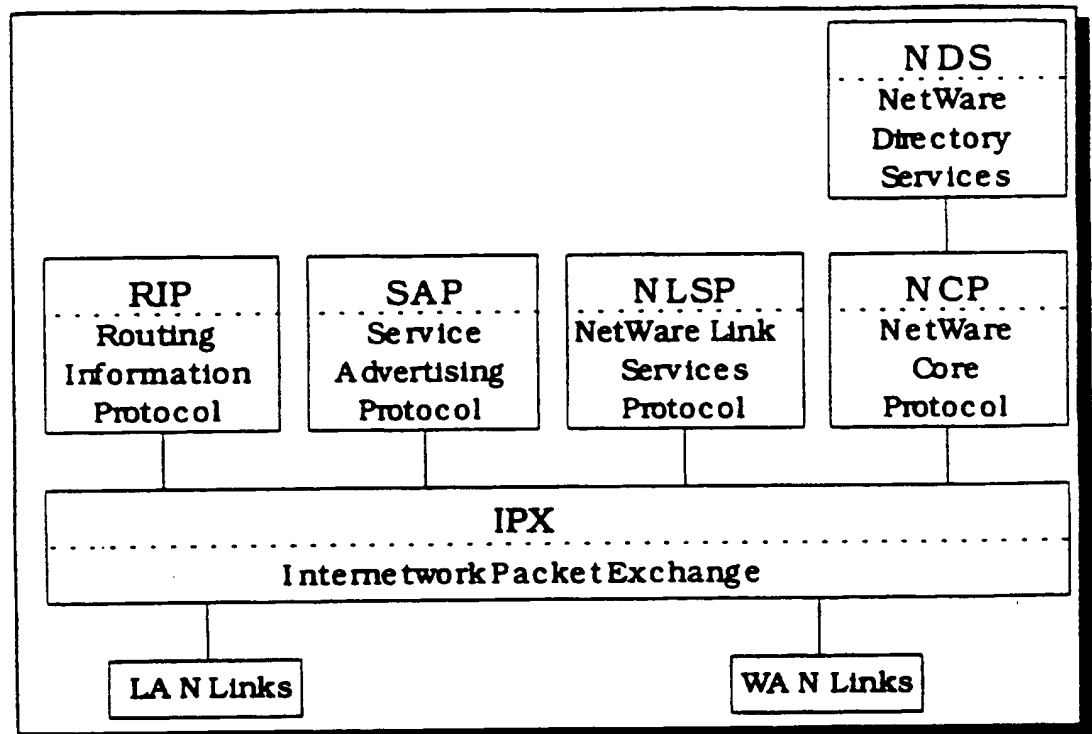 NDS
NetWare
Directory
Services
RIP
Routing
Information
Protocol
SAP
Service
Advertising
Protocol
NLSP
NetWare Link
Services
Protocol
NCP
NetWare
Core
Protocol
IPX
Internetwork Packet Exchange
LAN Links
WAN Links